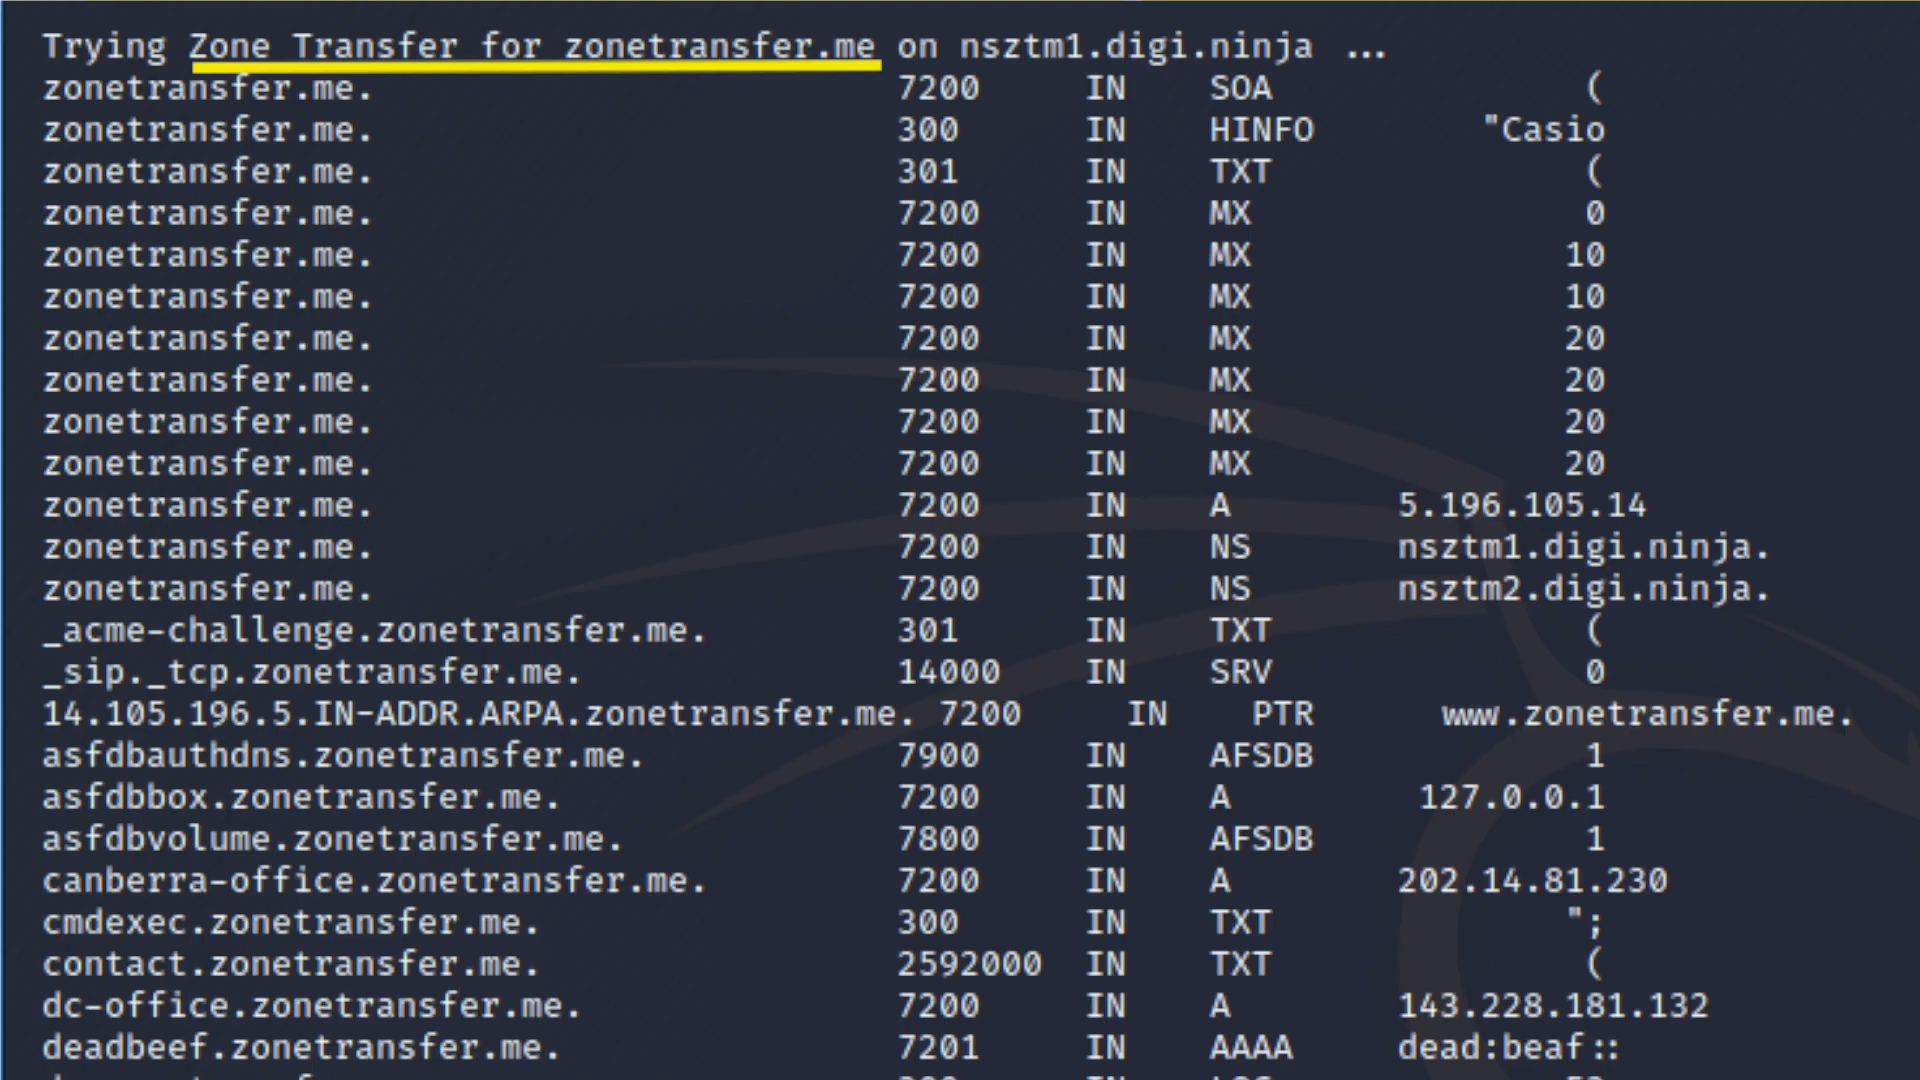 Trying Zone Transfer for zonetransfer.me on nsztm1.digi.ninja ...
zonetransfer.me. 7200 IN SOA (
zonetransfer.me. 300 IN HINFO "Casio
zonetransfer.me. 301 IN TXT (
zonetransfer.me. 7200 IN MX 0
zonetransfer.me. 7200 IN MX 10
zonetransfer.me. 7200 IN MX 10
zonetransfer.me. 7200 IN MX 20
zonetransfer.me. 7200 IN MX 20
zonetransfer.me. 7200 IN MX 20
zonetransfer.me. 7200 IN MX 20
zonetransfer.me. 7200 IN A 5.196.105.14
zonetransfer.me. 7200 IN NS nsztm1.digi.ninja.
zonetransfer.me. 7200 IN NS nsztm2.digi.ninja.
_acme-challenge.zonetransfer.me. 301 IN TXT (
_sip._tcp.zonetransfer.me. 14000 IN SRV 0
14.105.196.5.IN-ADDR.ARPA.zonetransfer.me. 7200 IN PTR www.zonetransfer.me.
asfdbauthdns.zonetransfer.me. 7900 IN AFSDB 1
asfdbbox.zonetransfer.me. 7200 IN A 127.0.0.1
asfdbvolume.zonetransfer.me. 7800 IN AFSDB 1
canberra-office.zonetransfer.me. 7200 IN A 202.14.81.230
cmdexec.zonetransfer.me. 300 IN TXT ";
contact.zonetransfer.me. 2592000 IN TXT (
dc-office.zonetransfer.me. 7200 IN A 143.228.181.132
deadbeef.zonetransfer.me. 7201 IN AAAA dead:beaf::